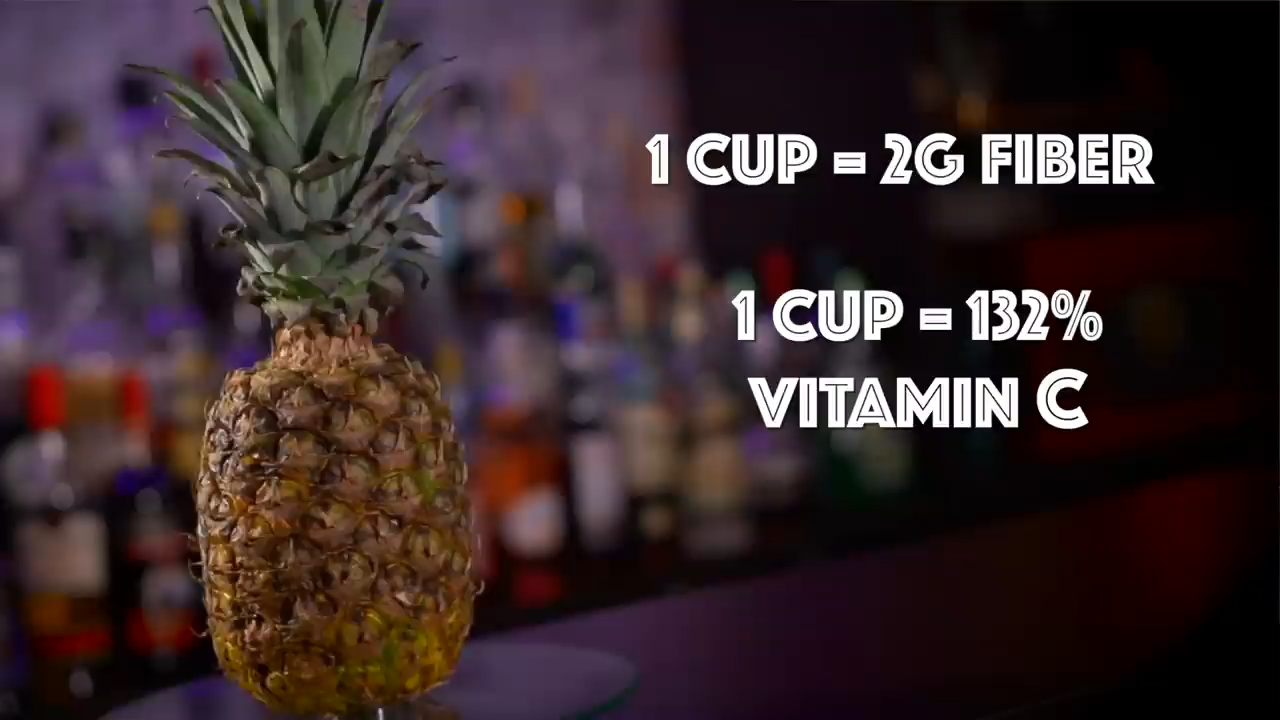 1 CUP = 2G FIBER
1 CUP = 132%
VITAMIN C